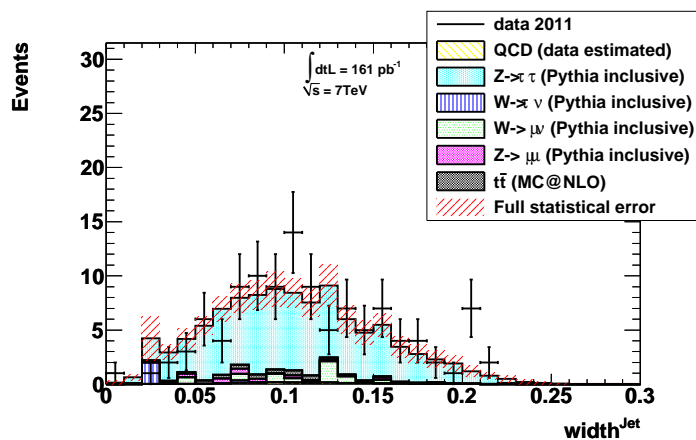 Events
30
25
20
15
10
5
0
0
0.05
0.1
0.15
0.2
0.25
0.3
width^Jet
∫dtL = 161 pb⁻¹
√s = 7TeV
data 2011
QCD (data estimated)
Z->ττ (Pythia inclusive)
W->τν (Pythia inclusive)
W->μν (Pythia inclusive)
Z->μμ (Pythia inclusive)
tt̄ (MC@NLO)
Full statistical error